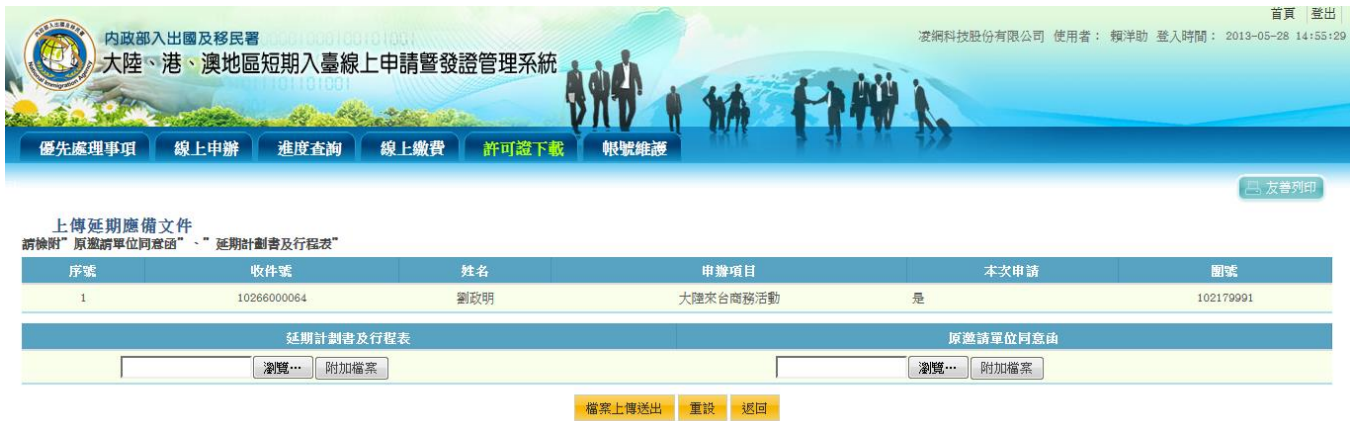 首頁 登出
內政部入出國及移民署
凌網科技股份有限公司 使用者： 賴洋助 登入時間： 2013-05-28 14:55:29
大陸、港、澳地區短期入臺線上申請暨發證管理系統
優先處理事項 線上申辦 進度查詢 線上繳費 許可證下載 帳號維護
友善列印
上傳延期應備文件
請檢附"原邀請單位同意函"、"延期計劃書及行程表"
序號 收件號 姓名 申辦項目 本次申請 團號
1 10266000064 劉政明 大陸來台商務活動 是 102179991
延期計劃書及行程表 原邀請單位同意函
瀏覽… 附加檔案 瀏覽… 附加檔案
檔案上傳送出 重設 返回